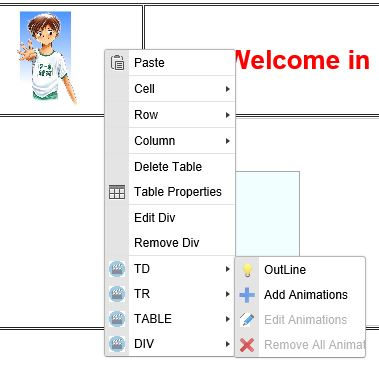 Welcome in
Paste
Cell
Row
Column
Delete Table
Table Properties
Edit Div
Remove Div
TD
TR
TABLE
DIV
OutLine
Add Animations
Edit Animations
Remove All Animat